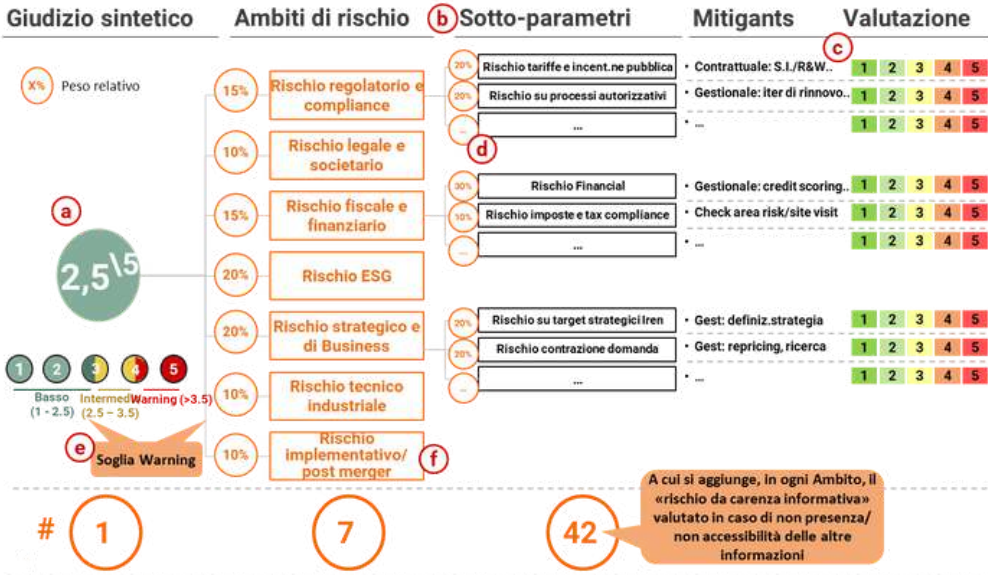 Giudizio sintetico
Ambiti di rischio
b
Sotto-parametri
Mitigants
Valutazione
c
X%
Peso relativo
a
2,5\5
1 2 3 4 5
Basso
(1 - 2.5)
Intermed
(2.5 – 3.5)
Warning (>3.5)
e
Soglia Warning
15%
Rischio regolatorio e
compliance
10%
Rischio legale e
societario
15%
Rischio fiscale e
finanziario
20%
Rischio ESG
20%
Rischio strategico e
di Business
10%
Rischio tecnico
industriale
10%
Rischio
implementativo/
post merger
f
20%
Rischio tariffe e incent.ne pubblica
• Contrattuale: S.I./R&W..
1 2 3 4 5
20%
Rischio su processi autorizzativi
• Gestionale: iter di rinnovo..
1 2 3 4 5
...
...
• ...
1 2 3 4 5
d
30%
Rischio Financial
• Gestionale: credit scoring..
1 2 3 4 5
10%
Rischio imposte e tax compliance
• Check area risk/site visit
1 2 3 4 5
...
...
• ...
1 2 3 4 5
20%
Rischio su target strategici Iren
• Gest: definiz.strategia
1 2 3 4 5
20%
Rischio contrazione domanda
• Gest: repricing, ricerca
1 2 3 4 5
...
...
• ...
1 2 3 4 5
# 1
7
42
A cui si aggiunge, in ogni Ambito, il
«rischio da carenza informativa»
valutato in caso di non presenza/
non accessibilità delle altre
informazioni